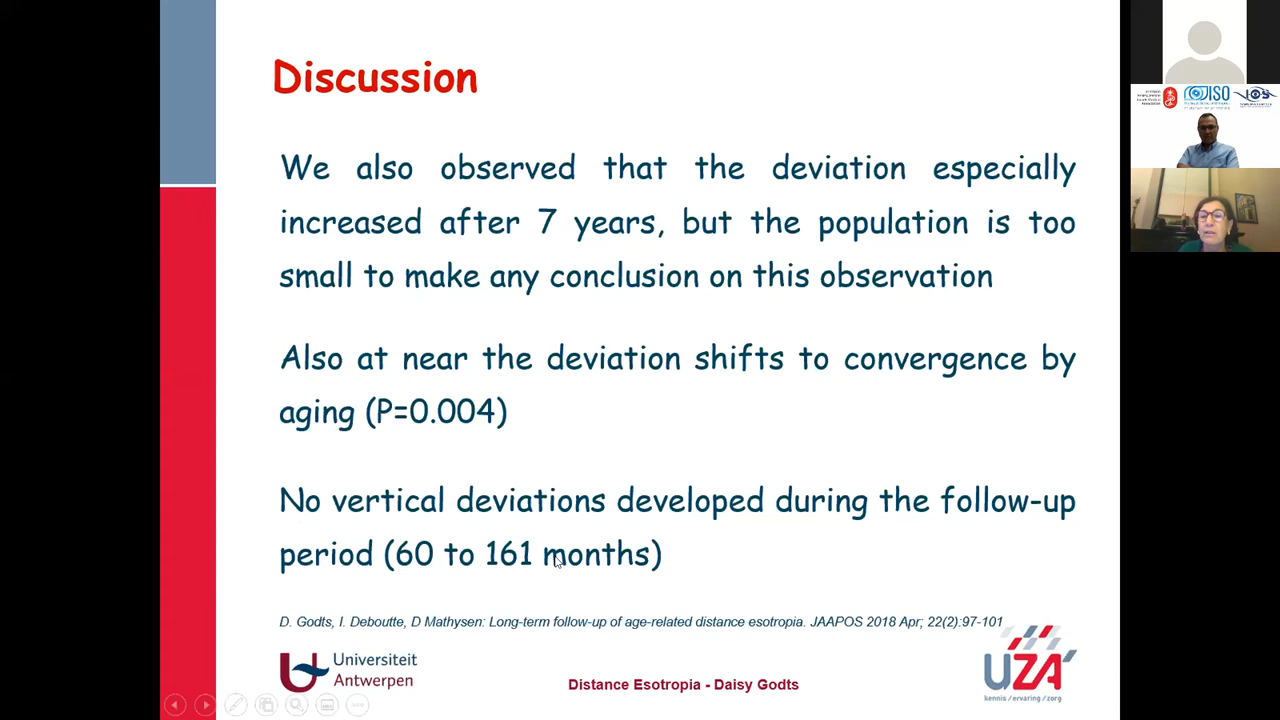 Discussion
We also observed that the deviation especially
increased after 7 years, but the population is too
small to make any conclusion on this observation
Also at near the deviation shifts to convergence by
aging (P=0.004)
No vertical deviations developed during the follow-up
period (60 to 161 months)
D. Godts, I. Deboutte, D Mathysen: Long-term follow-up of age-related distance esotropia. JAAPOS 2018 Apr; 22(2):97-101
Universiteit
Antwerpen
Distance Esotropia - Daisy Godts
UZA
kennis / ervaring / zorg
ISO